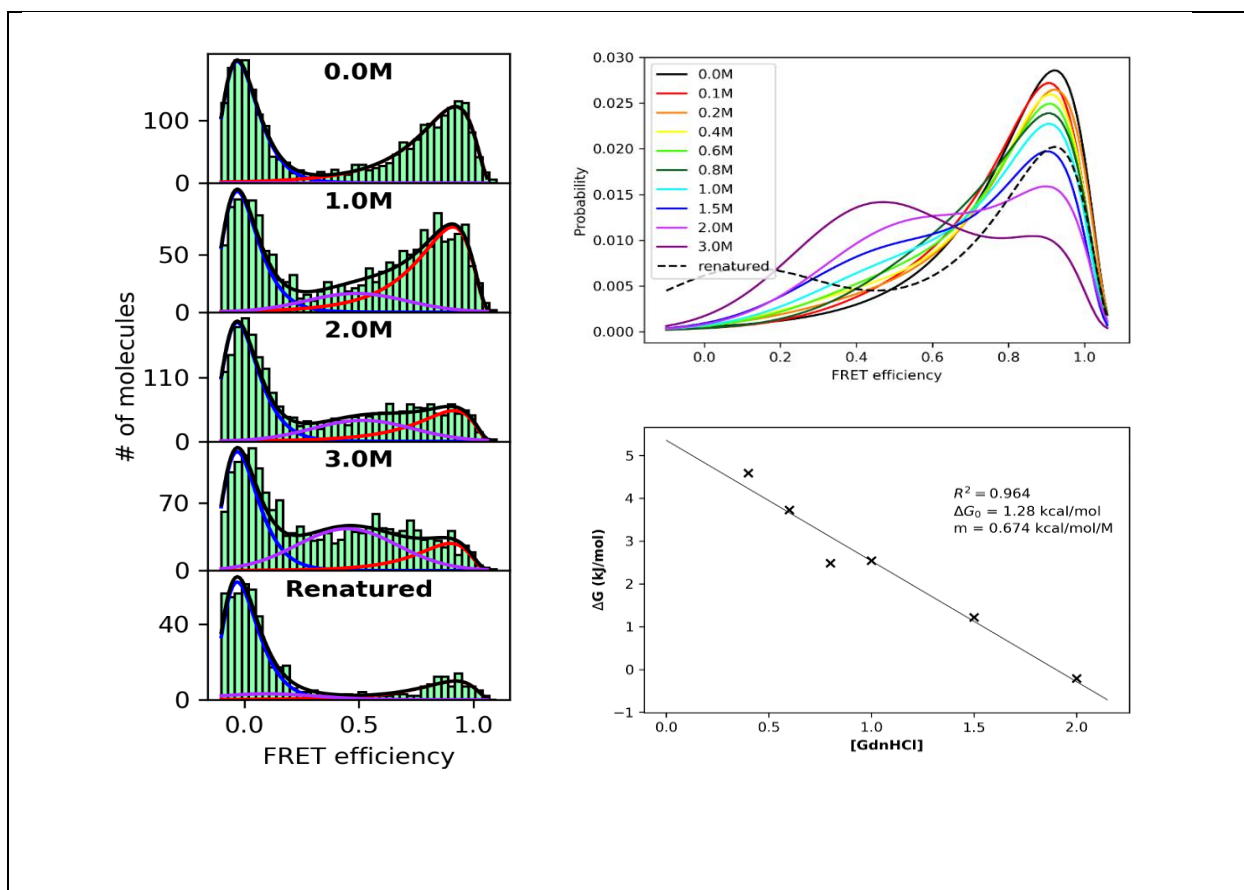 0.0M
100
0
1.0M
50
0
2.0M
110
0
3.0M
70
0
Renatured
40
0
0.0
0.5
1.0
# of molecules
FRET efficiency
0.030
0.025
0.020
0.015
0.010
0.005
0.000
Probability
0.0M
0.1M
0.2M
0.4M
0.6M
0.8M
1.0M
1.5M
2.0M
3.0M
renatured
0.0
0.2
0.4
0.6
0.8
1.0
FRET efficiency
5
4
3
2
1
0
−1
ΔG (kJ/mol)
R² = 0.964
ΔG₀ = 1.28 kcal/mol
m = 0.674 kcal/mol/M
0.0
0.5
1.0
1.5
2.0
[GdnHCl]